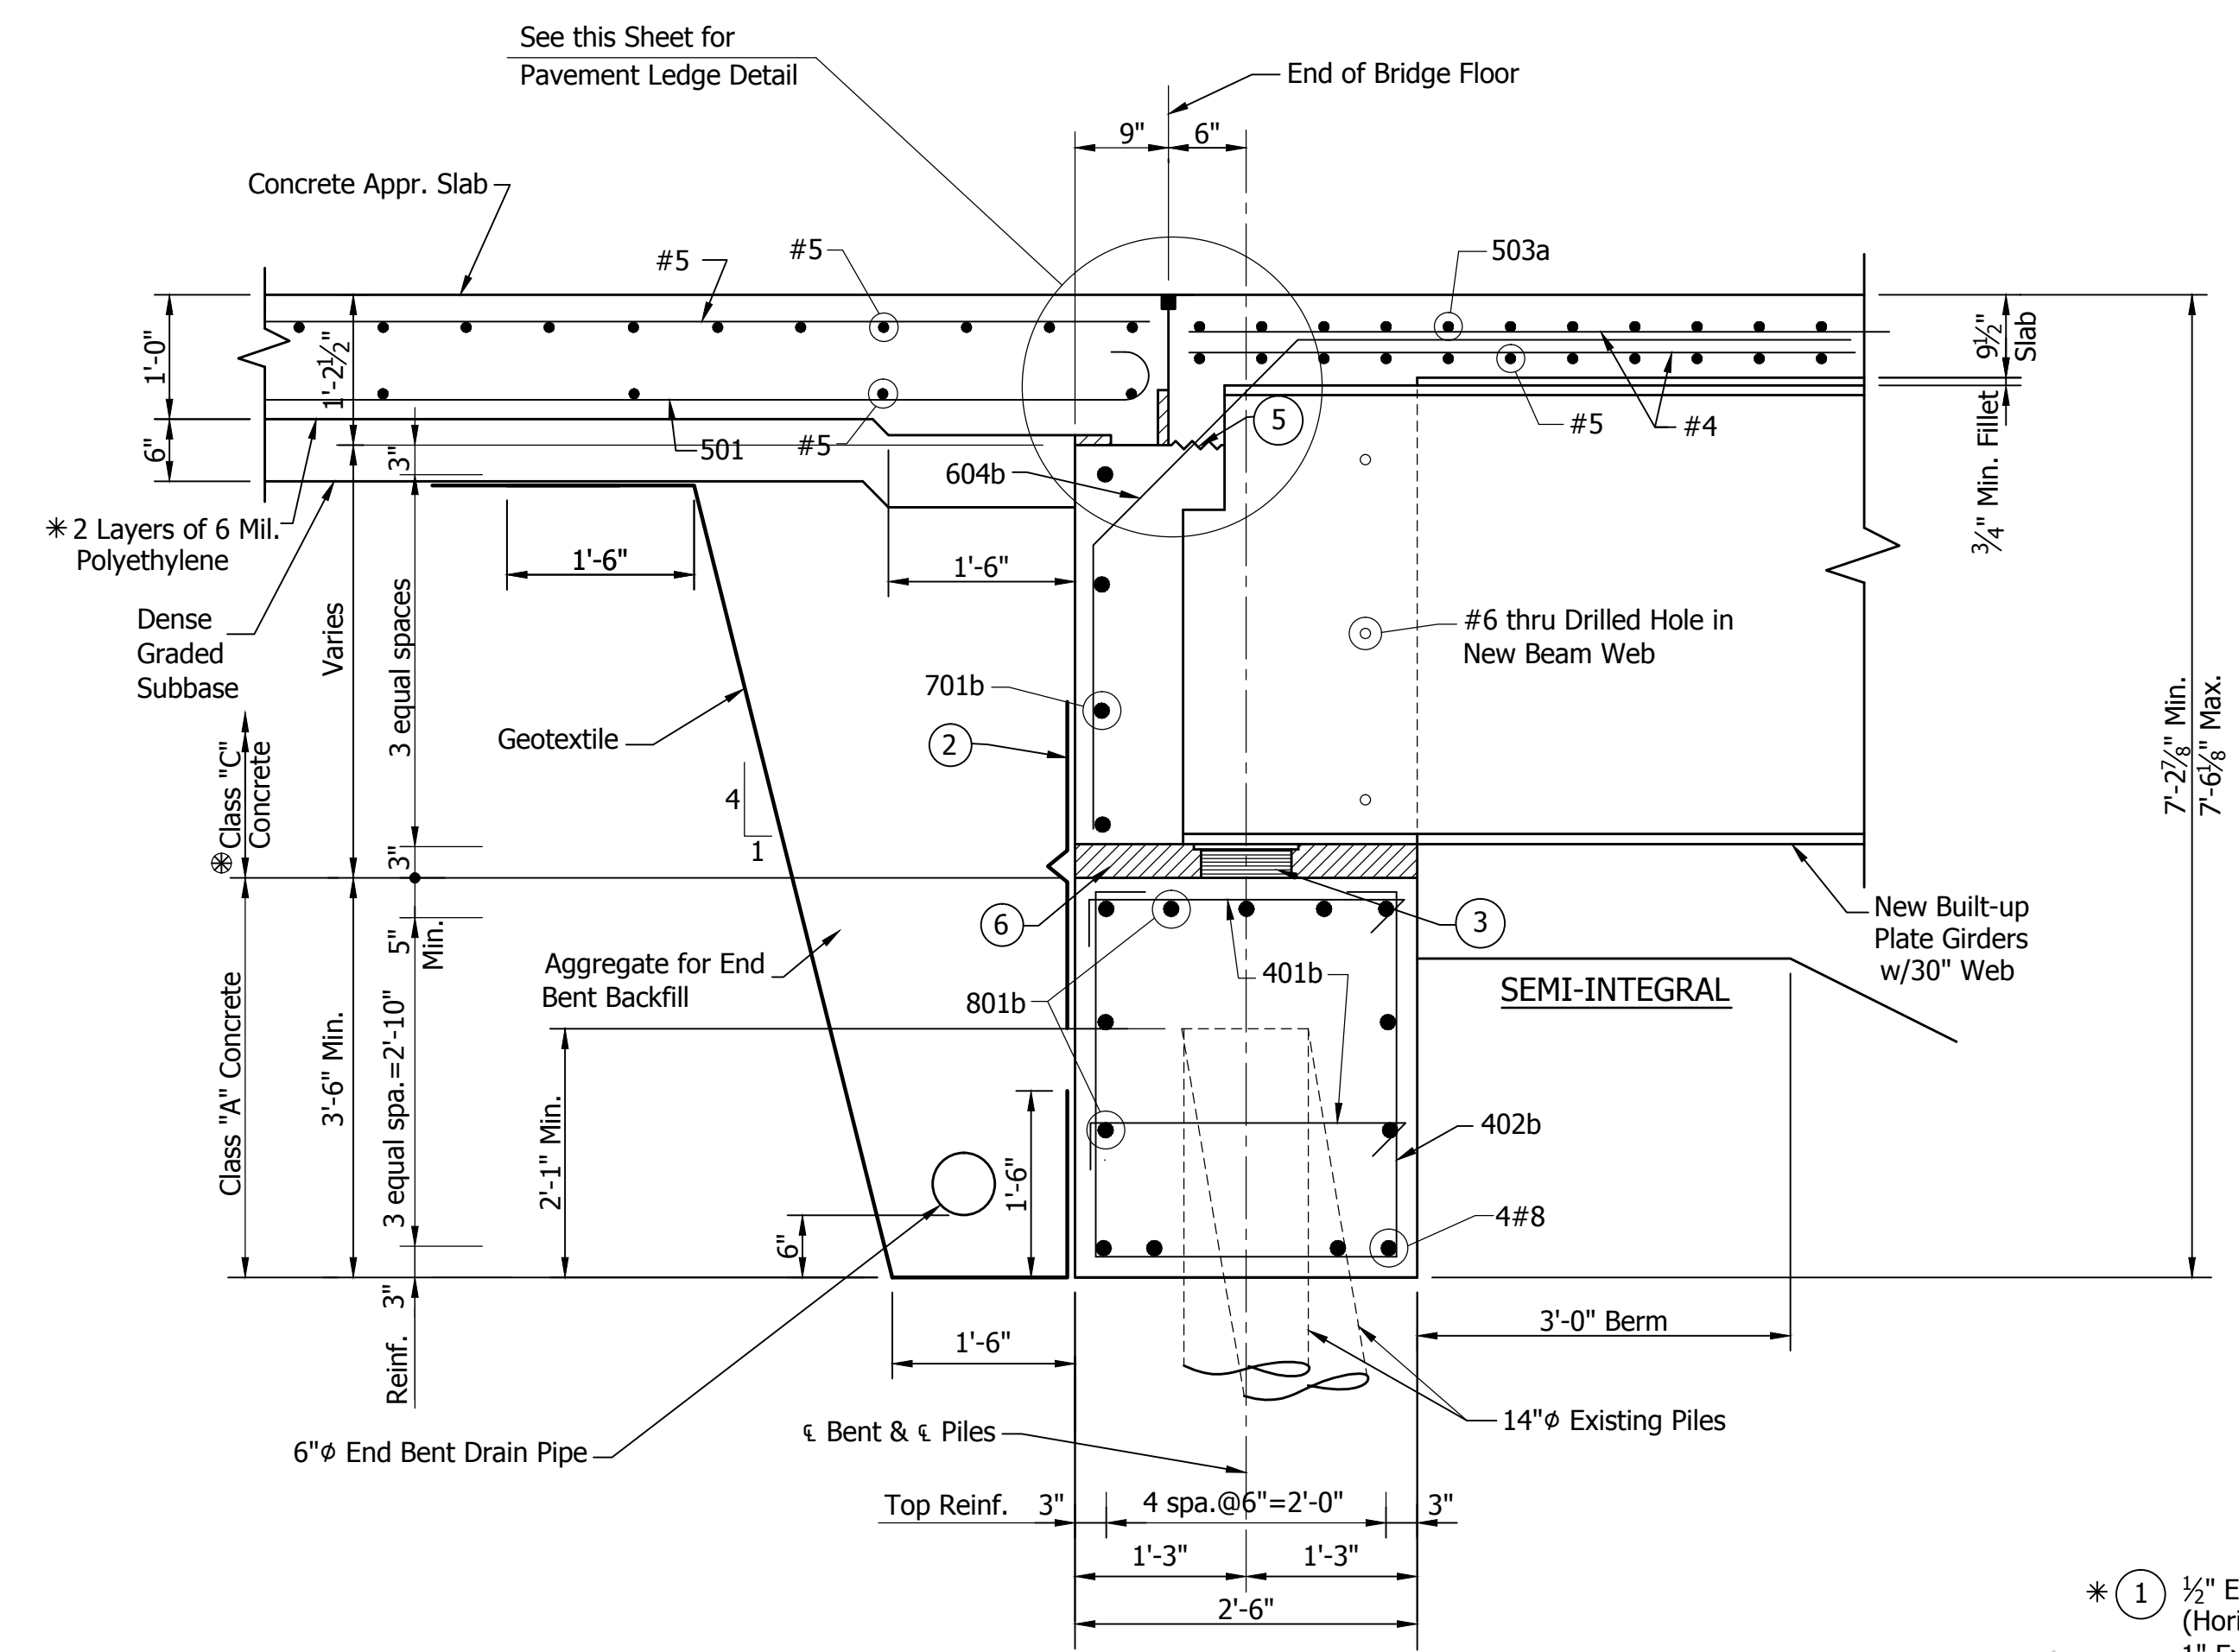 See this Sheet for
Pavement Ledge Detail
End of Bridge Floor
9"
6"
Concrete Appr. Slab
#5
#5
503a
1'-0"
1'-2½"
9½"
Slab
6"
3"
501
#5
604b
5
#5
#4
¾" Min. Fillet
✳ 2 Layers of 6 Mil.
Polyethylene
1'-6"
1'-6"
Dense
Graded
Subbase
Varies
3 equal spaces
#6 thru Drilled Hole in
New Beam Web
701b
Geotextile
2
4
1
7'-2⅞" Min.
7'-6⅛" Max.
⊛ Class "C"
Concrete
3"
6
3
New Built-up
Plate Girders
w/30" Web
5"
Min.
Aggregate for End
Bent Backfill
401b
801b
SEMI-INTEGRAL
Class "A" Concrete
3'-6" Min.
3 equal spa.=2'-10"
2'-1" Min.
402b
1'-6"
6"
4#8
3"
Reinf.
1'-6"
3'-0" Berm
6"ϕ End Bent Drain Pipe
℄ Bent & ℄ Piles
14"ϕ Existing Piles
Top Reinf.
3"
4 spa.@6"=2'-0"
3"
1'-3"
1'-3"
2'-6"
✳ 1 ½" E
(Hori